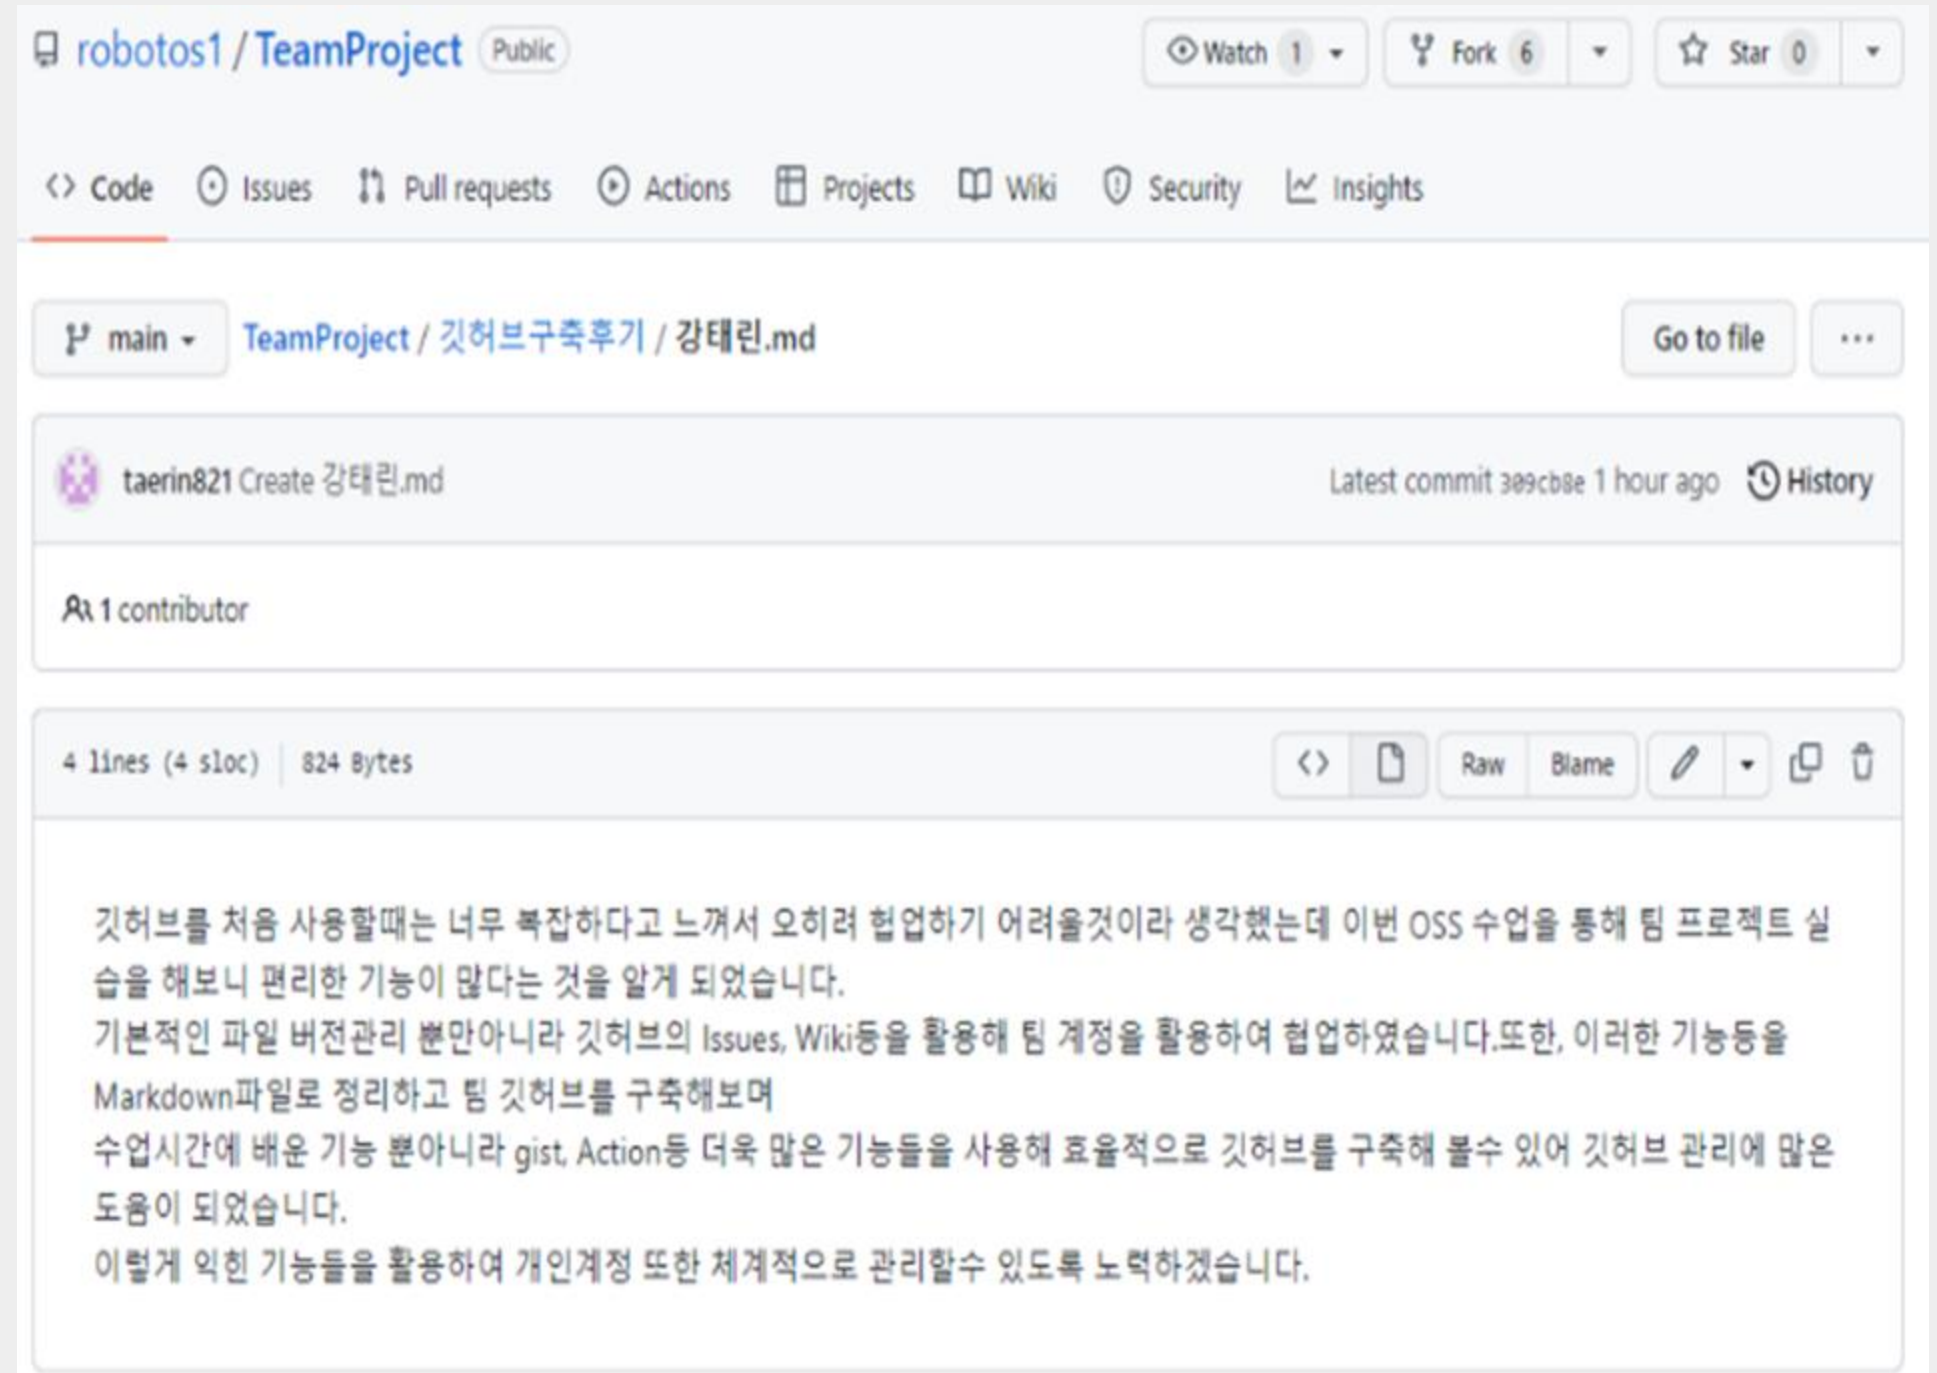 robotos1 / TeamProject Public Watch 1 Fork 6 Star 0
Code Issues Pull requests Actions Projects Wiki Security Insights
main TeamProject / 깃허브구축후기 / 강태린.md Go to file ...
taerin821 Create 강태린.md Latest commit 309cb8e 1 hour ago History
1 contributor
4 lines (4 sloc) 824 Bytes <> Raw Blame
깃허브를 처음 사용할때는 너무 복잡하다고 느껴서 오히려 협업하기 어려울것이라 생각했는데 이번 OSS 수업을 통해 팀 프로젝트 실
습을 해보니 편리한 기능이 많다는 것을 알게 되었습니다.
기본적인 파일 버전관리 뿐만아니라 깃허브의 Issues, Wiki등을 활용해 팀 계정을 활용하여 협업하였습니다.또한, 이러한 기능등을
Markdown파일로 정리하고 팀 깃허브를 구축해보며
수업시간에 배운 기능 뿐아니라 gist, Action등 더욱 많은 기능들을 사용해 효율적으로 깃허브를 구축해 볼수 있어 깃허브 관리에 많은
도움이 되었습니다.
이렇게 익힌 기능들을 활용하여 개인계정 또한 체계적으로 관리할수 있도록 노력하겠습니다.